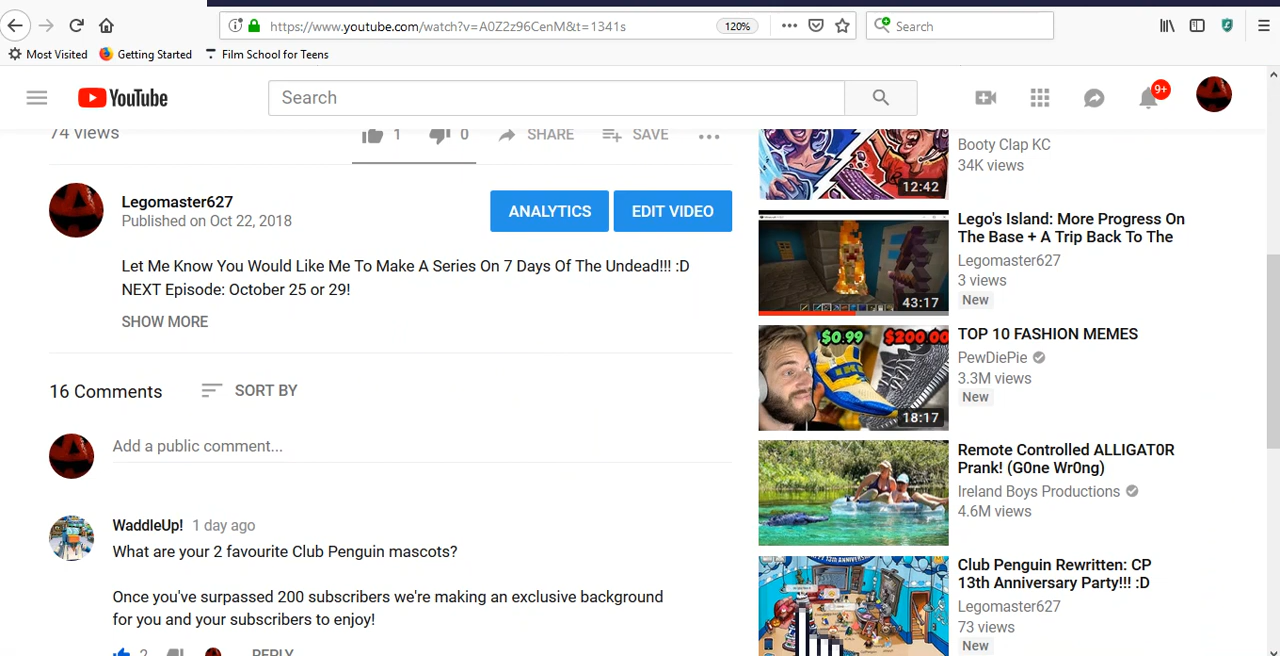 https://www.youtube.com/watch?v=A0Z2z96CenM&t=1341s
120%
Search
Most Visited
Getting Started
Film School for Teens
YouTube
Search
9+
74 views
1
0
SHARE
SAVE
Legomaster627
Published on Oct 22, 2018
ANALYTICS
EDIT VIDEO
Let Me Know You Would Like Me To Make A Series On 7 Days Of The Undead!!! :D
NEXT Episode: October 25 or 29!
SHOW MORE
16 Comments
SORT BY
Add a public comment...
WaddleUp! 1 day ago
What are your 2 favourite Club Penguin mascots?
Once you've surpassed 200 subscribers we're making an exclusive background
for you and your subscribers to enjoy!
2
REPLY
12:42
Booty Clap KC
34K views
43:17
Lego's Island: More Progress On
The Base + A Trip Back To The
Legomaster627
3 views
New
$0.99
$200.00
18:17
TOP 10 FASHION MEMES
PewDiePie
3.3M views
New
Remote Controlled ALLIGAT0R
Prank! (G0ne Wr0ng)
Ireland Boys Productions
4.6M views
Club Penguin Rewritten: CP
13th Anniversary Party!!! :D
Legomaster627
73 views
New